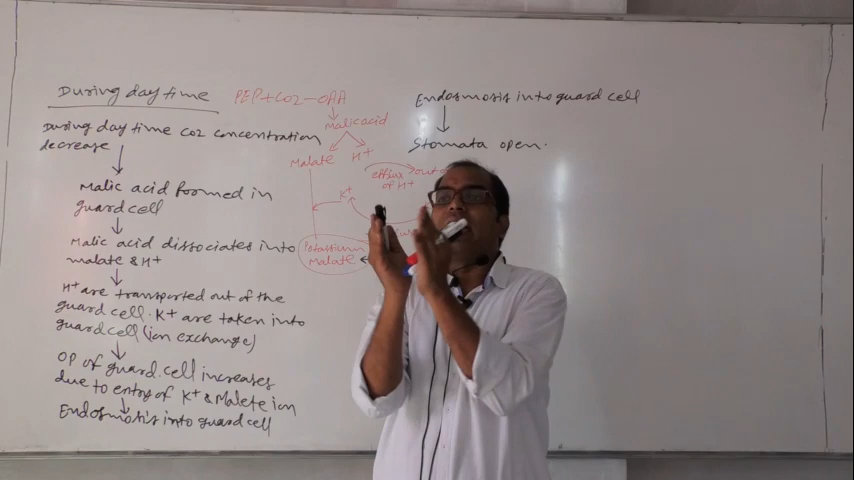 During day time
During day time CO2 concentration
decrease
Malic acid formed in
guard cell
Malic acid dissociates into
malate & H+
H+ are transported out of the
guard cell. K+ are taken into
guard cell (ion exchange)
OP of guard cell increases
due to entry of K+ & Malete ion
Endosmosis into guard cell
PEP+CO2-OAA
Malic acid
Malate H+
efflux out
of H+
K+
Potassium
Malate
Endosmosis into guard cell
Stomata open.